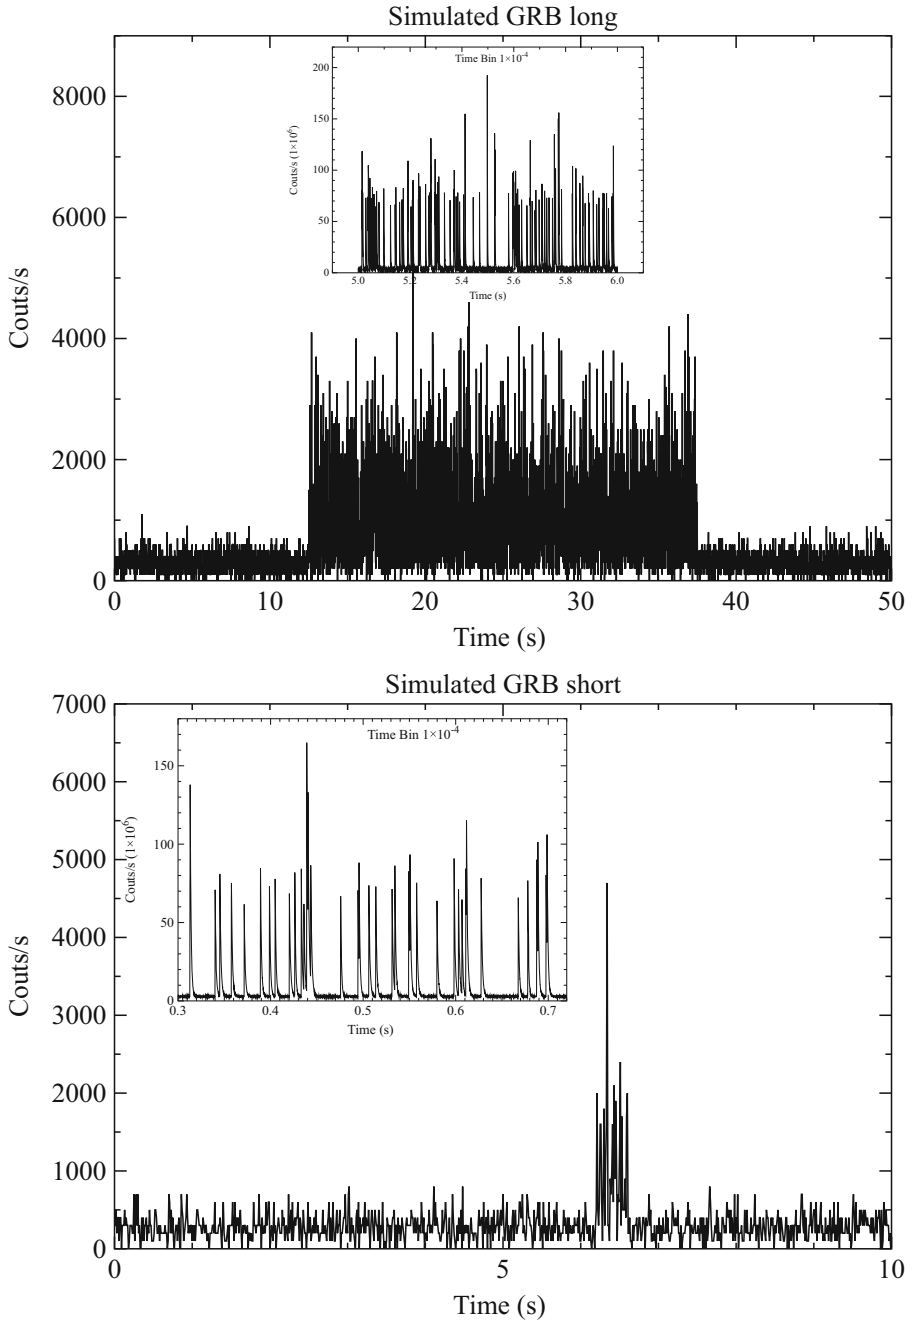 Simulated GRB long
Couts/s
8000
6000
4000
2000
0
0 10 20 30 40 50
Time (s)
Time Bin 1×10⁻⁴
Couts/s (1×10⁶)
200
150
100
50
0
5.0 5.2 5.4 5.6 5.8 6.0
Time (s)
Simulated GRB short
Couts/s
7000
6000
5000
4000
3000
2000
1000
0
0 5 10
Time (s)
Time Bin 1×10⁻⁴
Couts/s (1×10⁶)
150
100
50
0
0.3 0.4 0.5 0.6 0.7
Time (s)